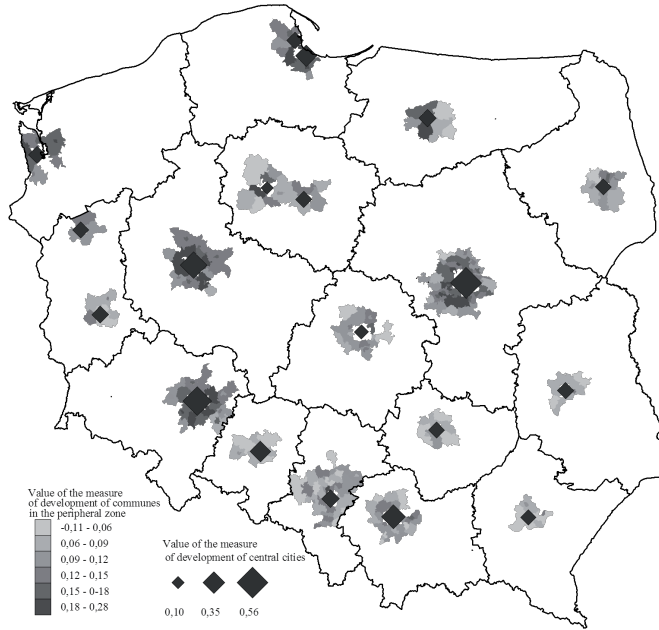 Value of the measure
of development of communes
in the peripheral zone
-0,11 - 0,06
0,06 - 0,09
0,09 - 0,12
0,12 - 0,15
0,15 - 0-18
0,18 - 0,28
Value of the measure
of development of central cities
0,10 0,35 0,56